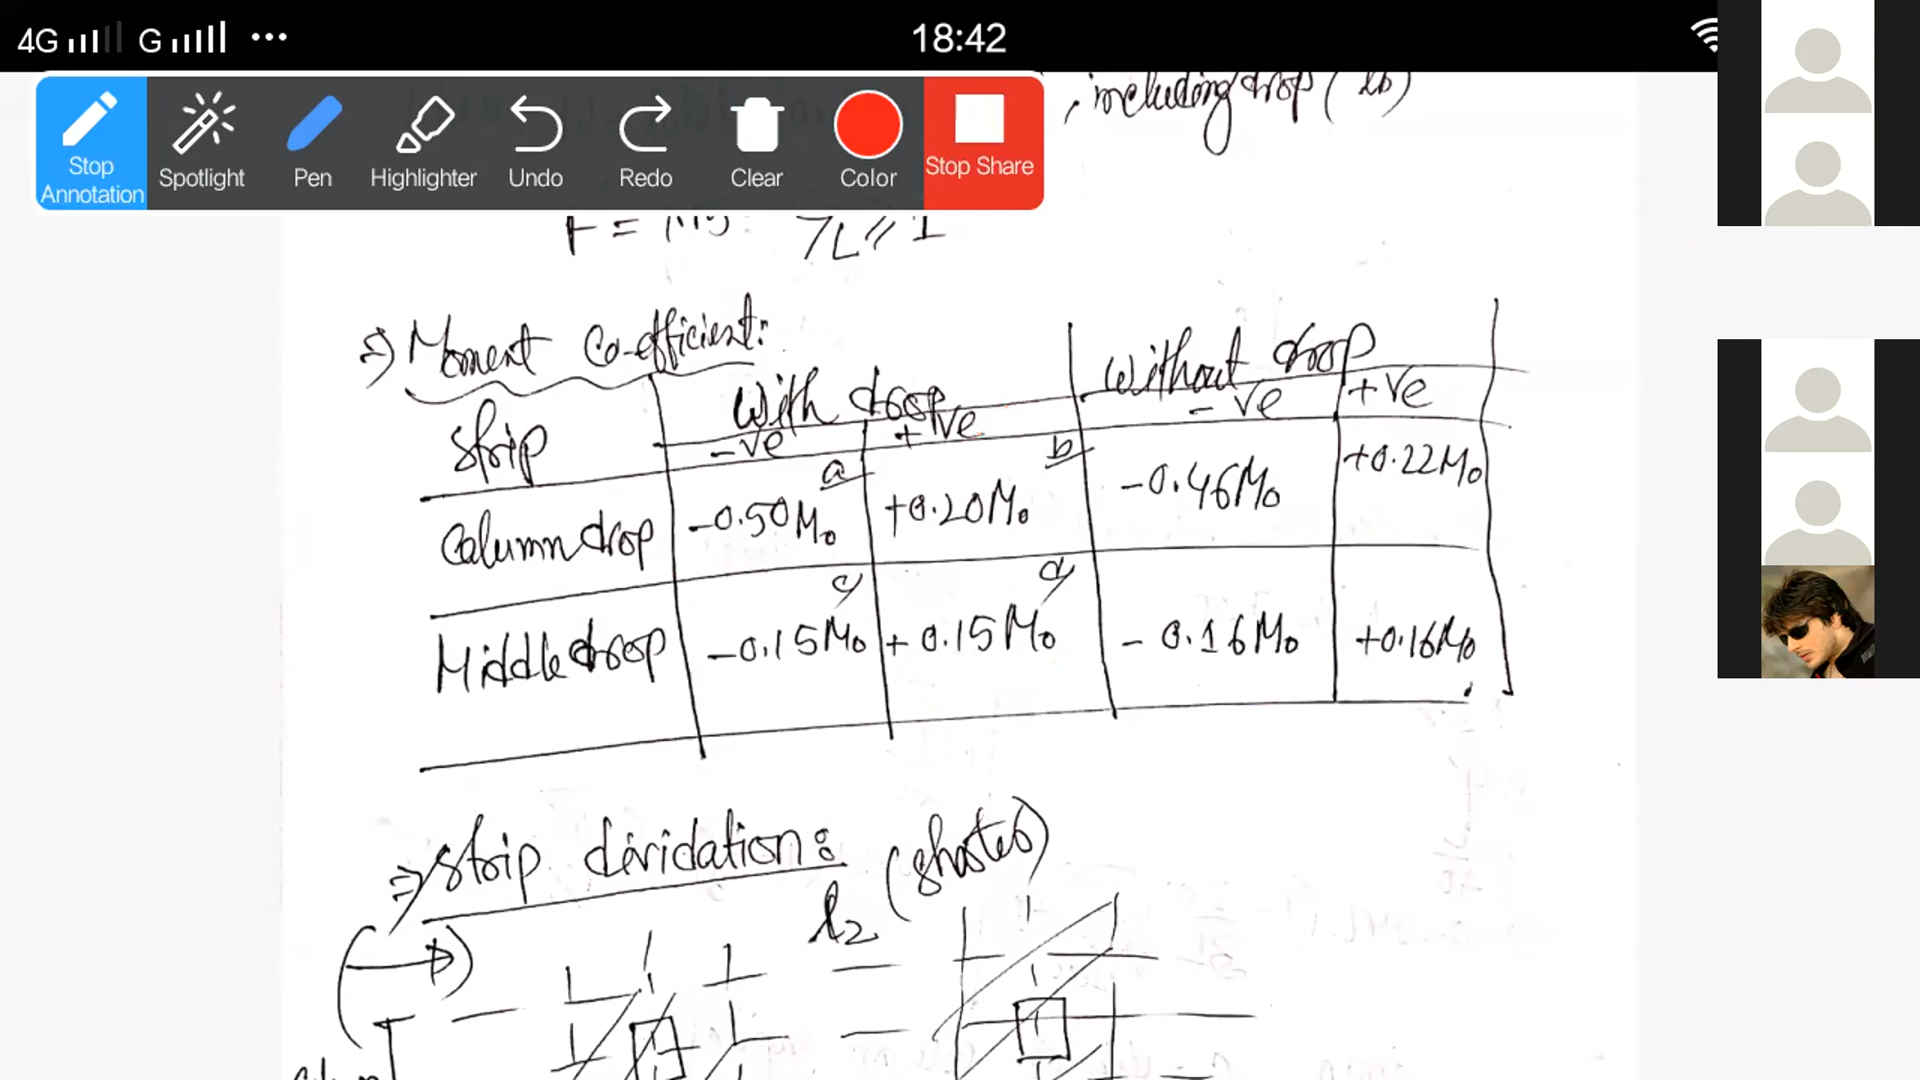 4G G ••• 18:42
Stop Annotation Spotlight Pen Highlighter Undo Redo Clear Color Stop Share
, including drop (lb)
⇒ Moment Co-efficient:
Strip With drop Without drop
-ve +ve -ve +ve
a b
Column drop -0.50M₀ +0.20M₀ -0.46M₀ +0.22M₀
c d
Middle drop -0.15M₀ +0.15M₀ -0.16M₀ +0.16M₀
⇒ Strip dividation: (Shorter)
l₂